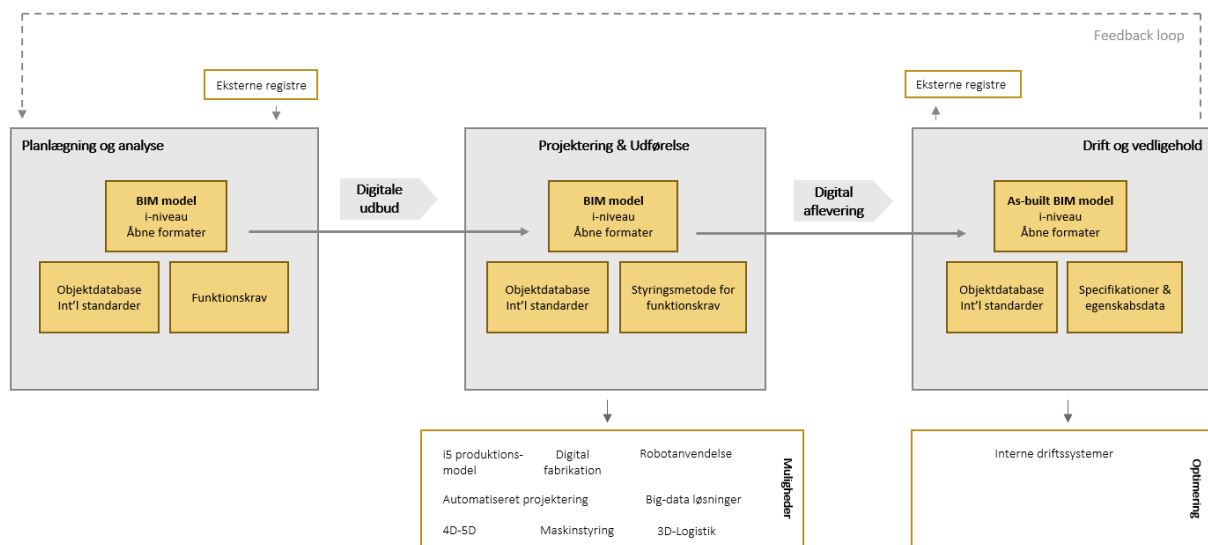 Feedback loop
Eksterne registre
Eksterne registre
Planlægning og analyse
BIM model
i-niveau
Åbne formater
Objektdatabase
Int'l standarder
Funktionskrav
Digitale
udbud
Projektering & Udførelse
BIM model
i-niveau
Åbne formater
Objektdatabase
Int'l standarder
Styringsmetode for
funktionskrav
Digital
aflevering
Drift og vedligehold
As-built BIM model
i-niveau
Åbne formater
Objektdatabase
Int'l standarder
Specifikationer &
egenskabsdata
i5 produktions-
model
Digital
fabrikation
Robotanvendelse
Automatiseret projektering
Big-data løsninger
4D-5D
Maskinstyring
3D-Logistik
Muligheder
Interne driftssystemer
Optimering